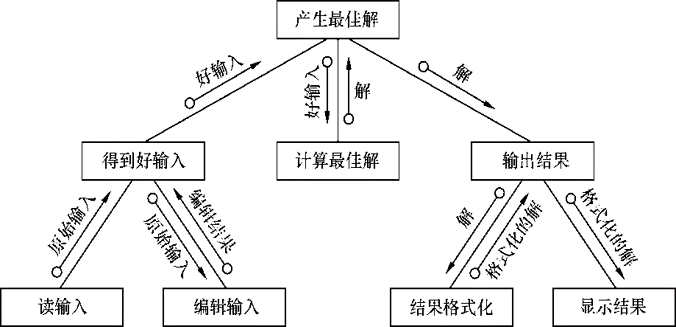 产生最佳解
好输入
好输入
解
解
得到好输入
计算最佳解
输出结果
原始输入
原始输入
编辑结果
解
格式化的解
格式化的解
读输入
编辑输入
结果格式化
显示结果